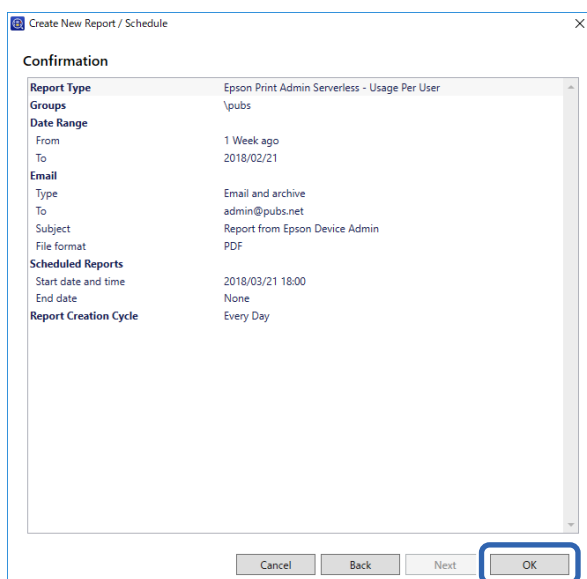 Create New Report / Schedule
Confirmation
Report Type Epson Print Admin Serverless - Usage Per User
Groups \pubs
Date Range
From 1 Week ago
To 2018/02/21
Email
Type Email and archive
To admin@pubs.net
Subject Report from Epson Device Admin
File format PDF
Scheduled Reports
Start date and time 2018/03/21 18:00
End date None
Report Creation Cycle Every Day
Cancel Back Next OK